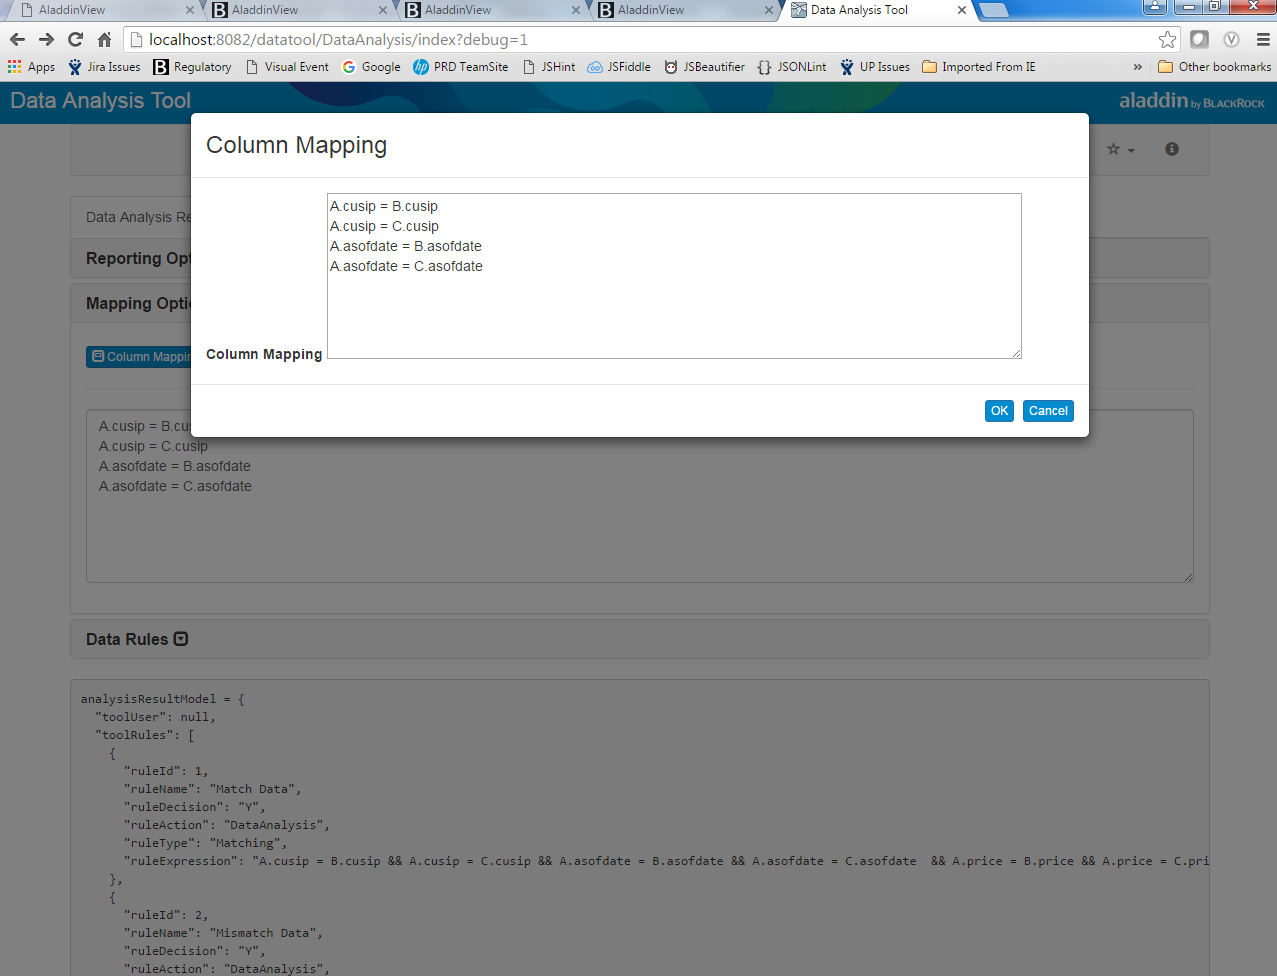 AladdinView
AladdinView
AladdinView
AladdinView
Data Analysis Tool
localhost:8082/datatool/DataAnalysis/index?debug=1
Apps Jira Issues Regulatory Visual Event Google PRD TeamSite JSHint JSFiddle JSBeautifier JSONLint UP Issues Imported From IE » Other bookmarks
Data Analysis Tool
aladdin by BLACKROCK
Column Mapping
A.cusip = B.cusip
A.cusip = C.cusip
A.asofdate = B.asofdate
A.asofdate = C.asofdate
Column Mapping
OK Cancel
Data Analysis Re
Reporting Opt
Mapping Optio
Column Mappin
A.cusip = B.cus
A.cusip = C.cusip
A.asofdate = B.asofdate
A.asofdate = C.asofdate
Data Rules
analysisResultModel = {
"toolUser": null,
"toolRules": [
{
"ruleId": 1,
"ruleName": "Match Data",
"ruleDecision": "Y",
"ruleAction": "DataAnalysis",
"ruleType": "Matching",
"ruleExpression": "A.cusip = B.cusip && A.cusip = C.cusip && A.asofdate = B.asofdate && A.asofdate = C.asofdate  && A.price = B.price && A.price = C.pri
},
{
"ruleId": 2,
"ruleName": "Mismatch Data",
"ruleDecision": "Y",
"ruleAction": "DataAnalysis",